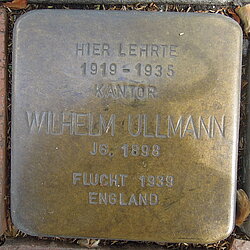 HIER LEHRTE
1919-1935
KANTOR
WILHELM ULLMANN
JG. 1898
FLUCHT 1939
ENGLAND